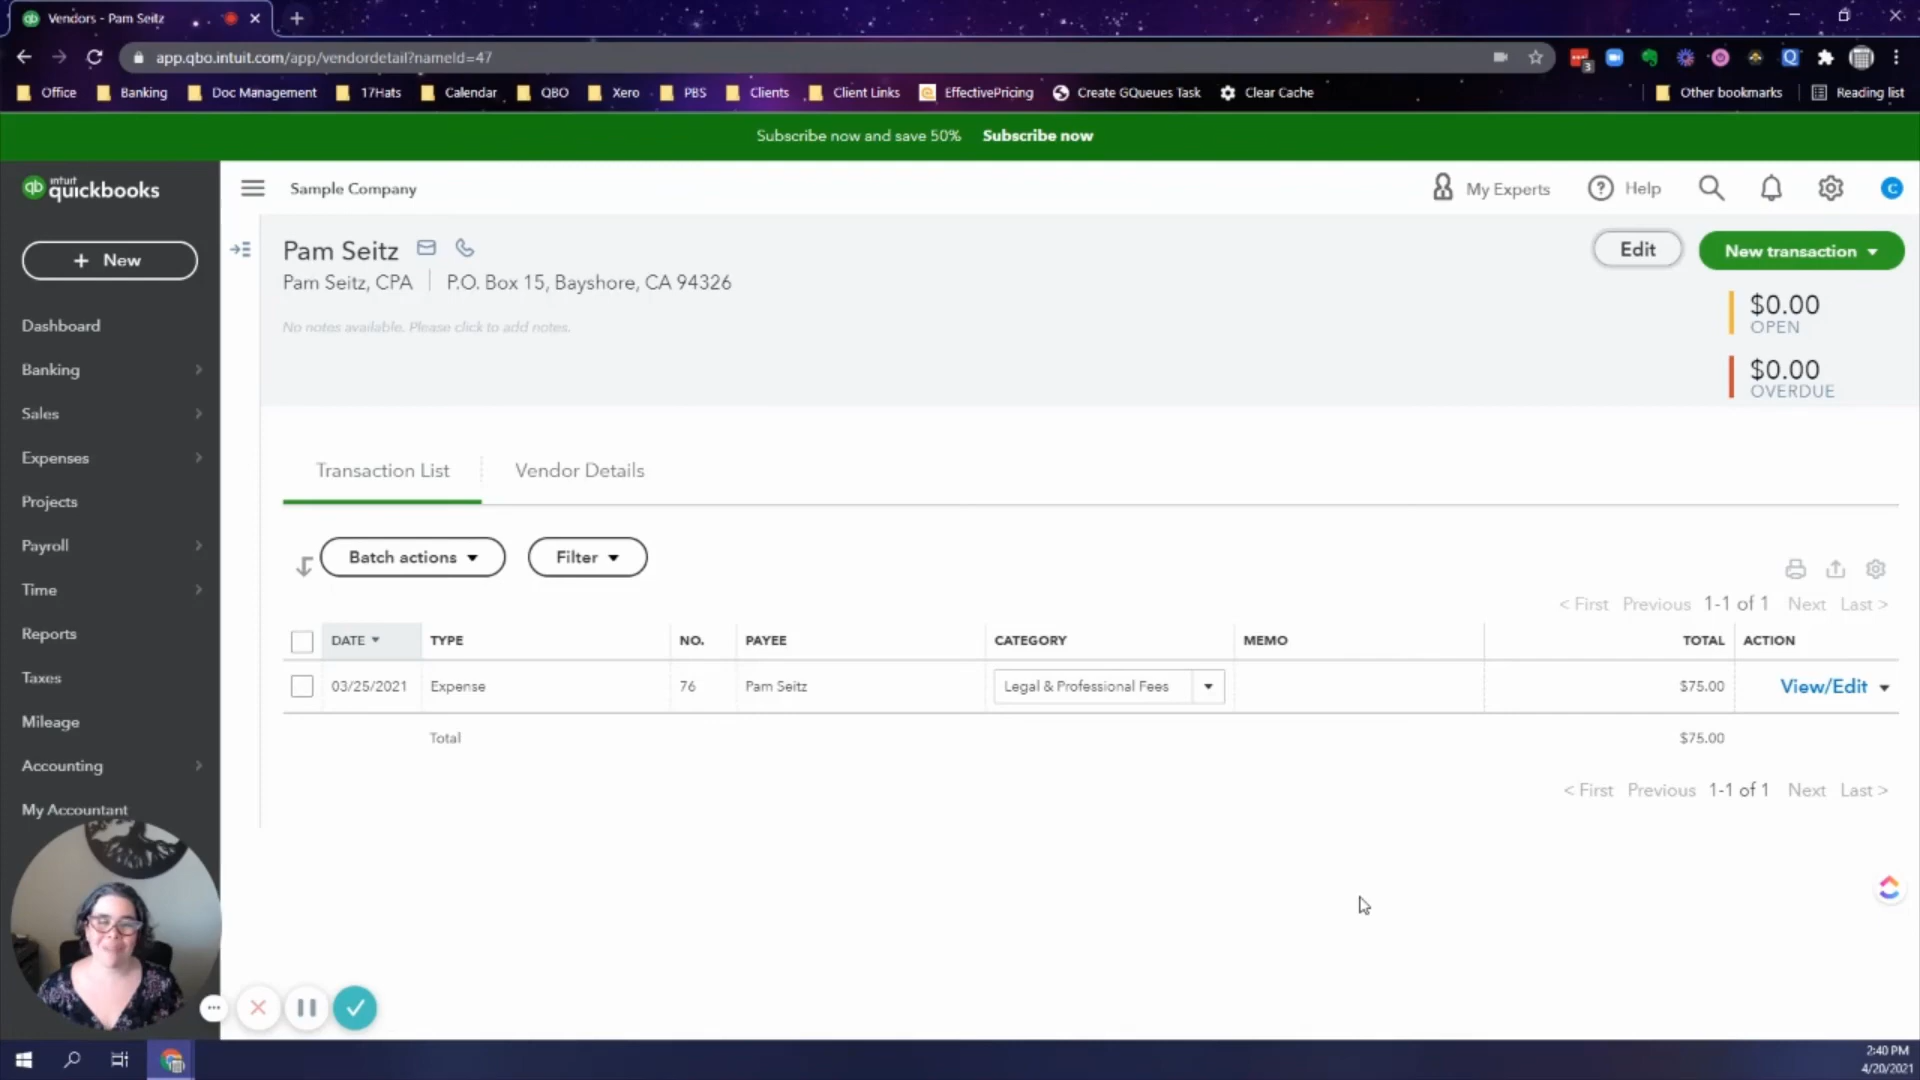 Vendors - Pam Seitz
app.qbo.intuit.com/app/vendordetail?nameId=47
3
Q
Office Banking Doc Management 17Hats Calendar QBO Xero PBS Clients Client Links EffectivePricing Create GQueues Task Clear Cache Other bookmarks Reading list
Subscribe now and save 50% Subscribe now
qb intuit quickbooks
Sample Company My Experts ? Help C
+ New
Dashboard
Banking
Sales
Expenses
Projects
Payroll
Time
Reports
Taxes
Mileage
Accounting
My Accountant
Pam Seitz
Edit New transaction
Pam Seitz, CPA P.O. Box 15, Bayshore, CA 94326
No notes available. Please click to add notes.
$0.00
OPEN
$0.00
OVERDUE
Transaction List Vendor Details
Batch actions Filter
< First Previous 1-1 of 1 Next Last >
DATE TYPE NO. PAYEE CATEGORY MEMO TOTAL ACTION
03/25/2021 Expense 76 Pam Seitz Legal & Professional Fees $75.00 View/Edit
Total $75.00
< First Previous 1-1 of 1 Next Last >
2:40 PM
4/20/2021